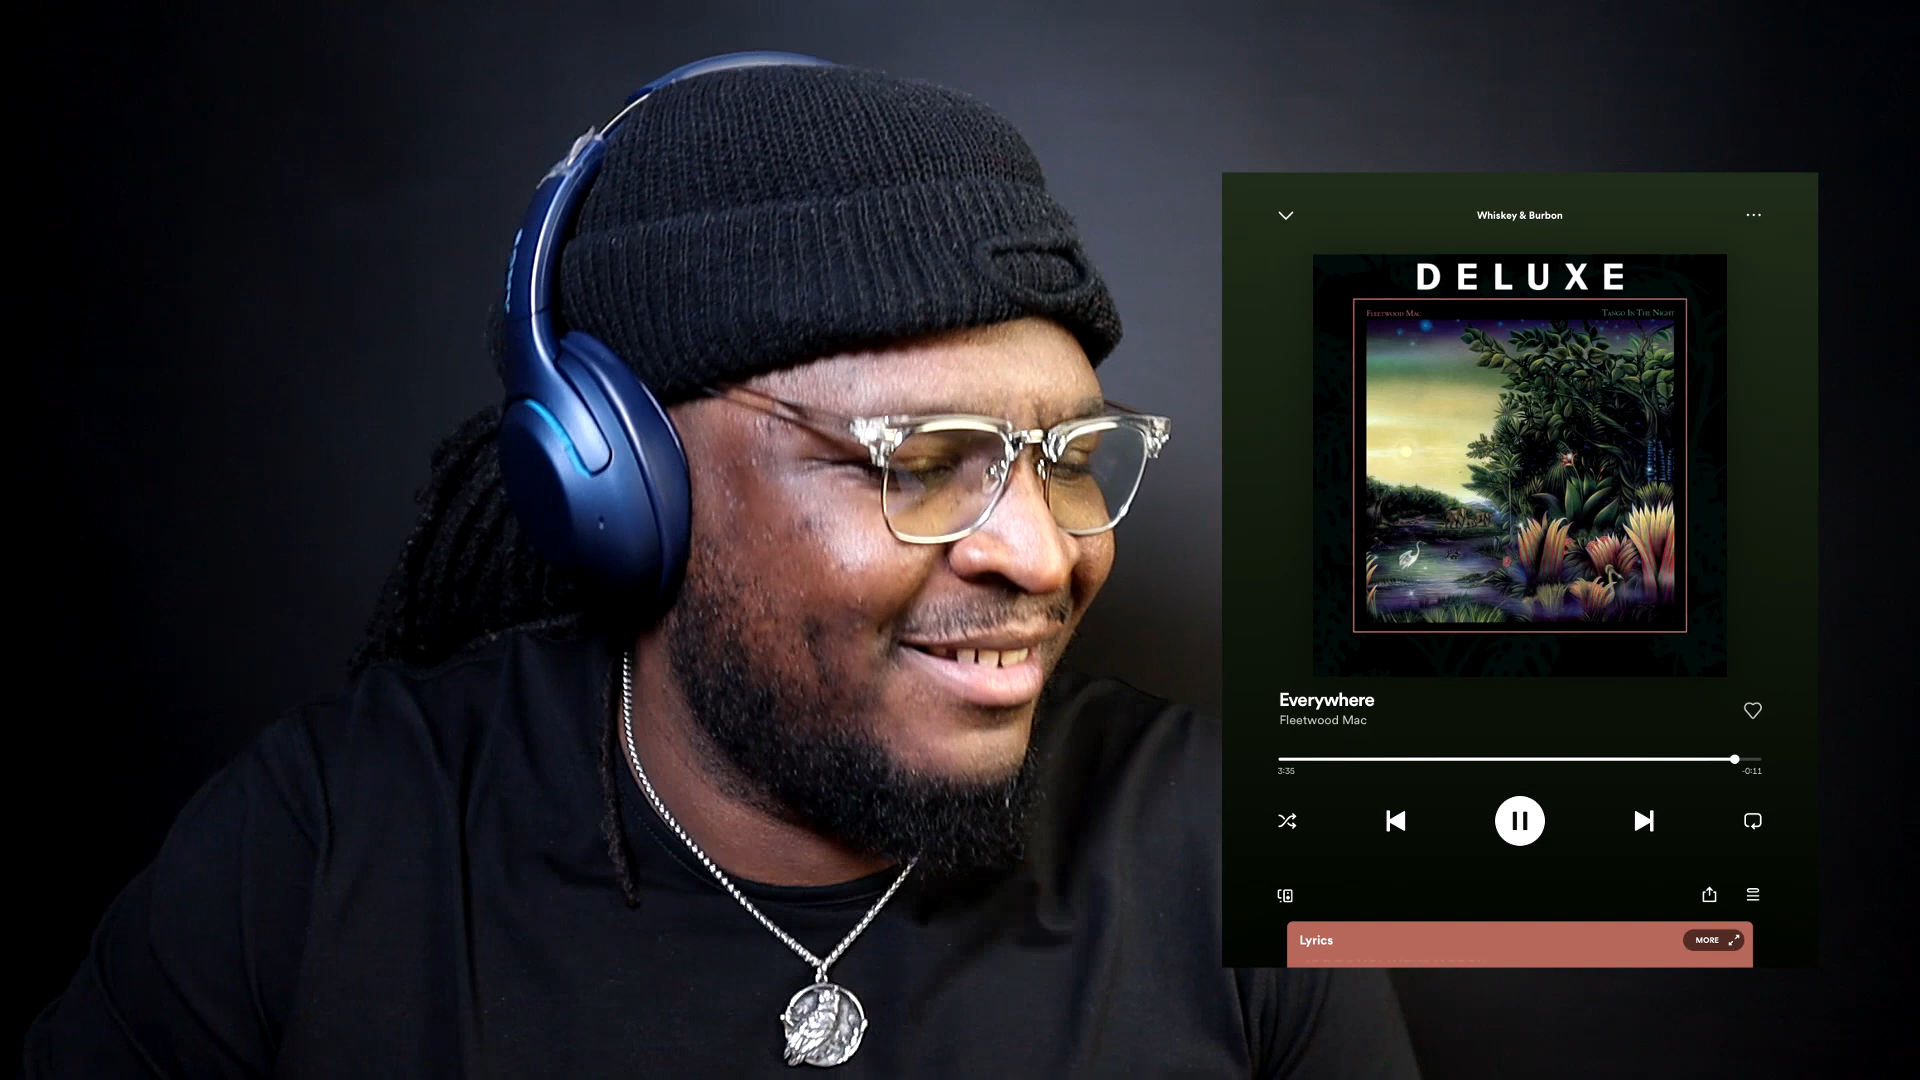 Whiskey & Burbon
DELUXE
Fleetwood Mac
Tango In The Night
Everywhere
Fleetwood Mac
3:35
-0:11
Lyrics
MORE